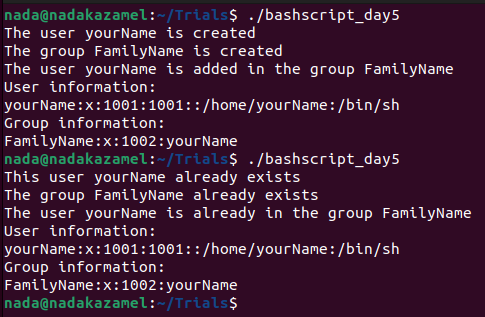 nada@nadakazamel:~/Trials$ ./bashscript_day5
The user yourName is created
The group FamilyName is created
The user yourName is added in the group FamilyName
User information:
yourName:x:1001:1001::/home/yourName:/bin/sh
Group information:
FamilyName:x:1002:yourName
nada@nadakazamel:~/Trials$ ./bashscript_day5
This user yourName already exists
The group FamilyName already exists
The user yourName is already in the group FamilyName
User information:
yourName:x:1001:1001::/home/yourName:/bin/sh
Group information:
FamilyName:x:1002:yourName
nada@nadakazamel:~/Trials$